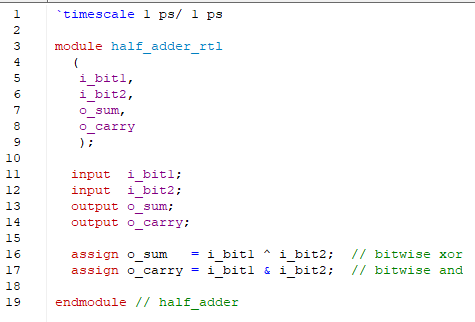 1 `timescale 1 ps/ 1 ps
2
3 module half_adder_rtl
4 (
5 i_bit1,
6 i_bit2,
7 o_sum,
8 o_carry
9 );
10
11 input i_bit1;
12 input i_bit2;
13 output o_sum;
14 output o_carry;
15
16 assign o_sum = i_bit1 ^ i_bit2; // bitwise xor
17 assign o_carry = i_bit1 & i_bit2; // bitwise and
18
19 endmodule // half_adder